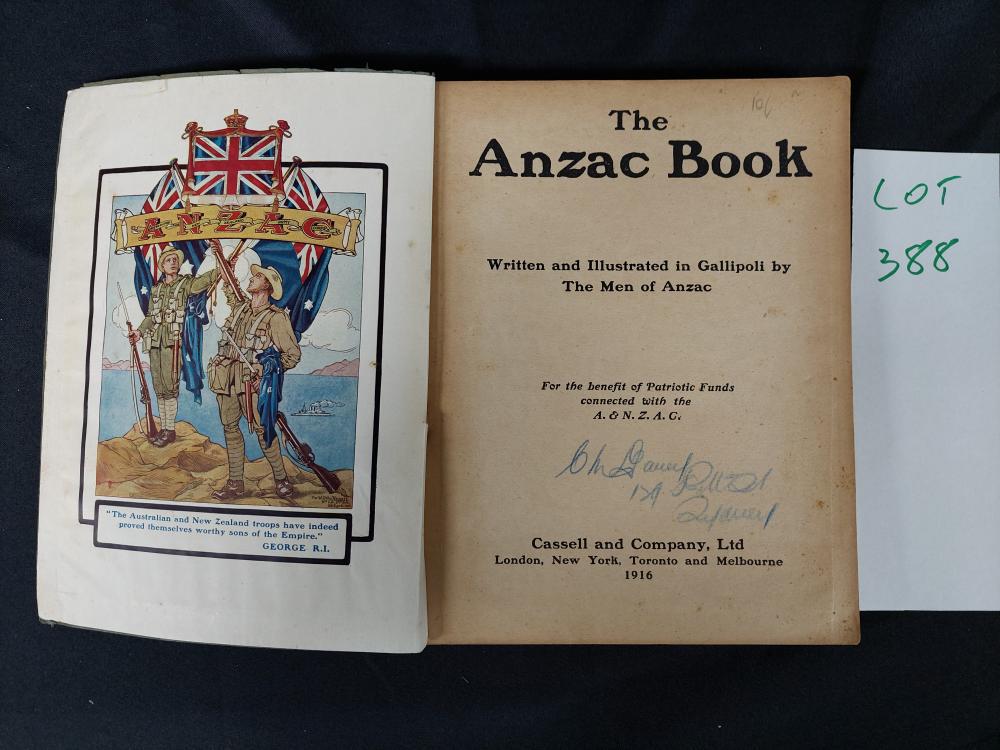 ANZAC
"The Australian and New Zealand troops have indeed
proved themselves worthy sons of the Empire."
GEORGE R.I.
The
Anzac Book
Written and Illustrated in Gallipoli by
The Men of Anzac
For the benefit of Patriotic Funds
connected with the
A. & N. Z. A. C.
Sydney
Cassell and Company, Ltd
London, New York, Toronto and Melbourne
1916
LOT
388